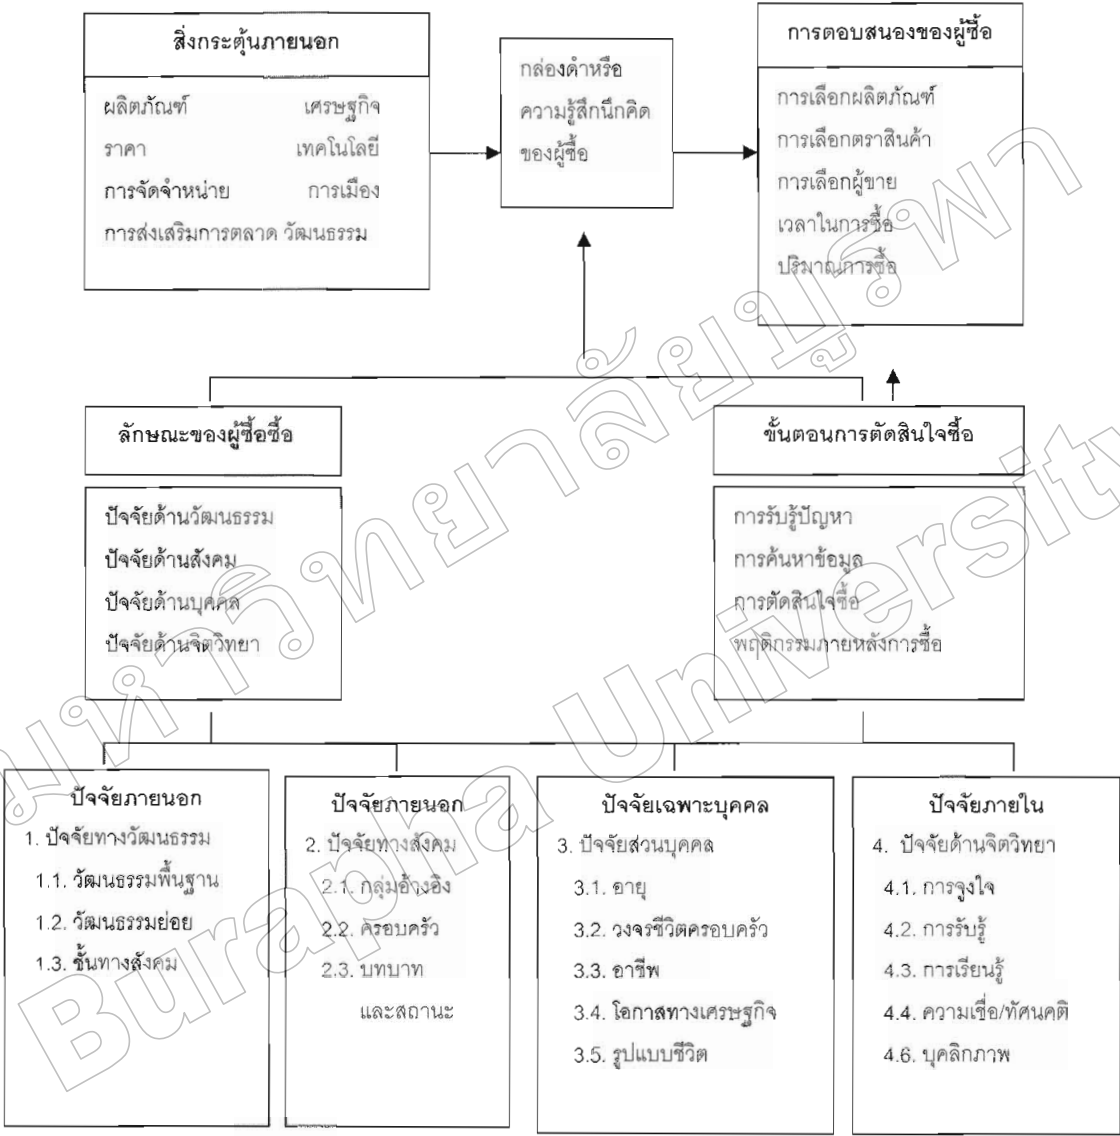 สิ่งกระตุ้นภายนอก
ผลิตภัณฑ์ เศรษฐกิจ
ราคา เทคโนโลยี
การจัดจำหน่าย การเมือง
การส่งเสริมการตลาด วัฒนธรรม
กล่องดำหรือ
ความรู้สึกนึกคิด
ของผู้ซื้อ
การตอบสนองของผู้ซื้อ
การเลือกผลิตภัณฑ์
การเลือกตราสินค้า
การเลือกผู้ขาย
เวลาในการซื้อ
ปริมาณการซื้อ
ลักษณะของผู้ซื้อซื้อ
ปัจจัยด้านวัฒนธรรม
ปัจจัยด้านสังคม
ปัจจัยด้านบุคคล
ปัจจัยด้านจิตวิทยา
ขั้นตอนการตัดสินใจซื้อ
การรับรู้ปัญหา
การค้นหาข้อมูล
การตัดสินใจซื้อ
พฤติกรรมภายหลังการซื้อ
ปัจจัยภายนอก
1. ปัจจัยทางวัฒนธรรม
1.1. วัฒนธรรมพื้นฐาน
1.2. วัฒนธรรมย่อย
1.3. ชั้นทางสังคม
ปัจจัยภายนอก
2. ปัจจัยทางสังคม
2.1. กลุ่มอ้างอิง
2.2. ครอบครัว
2.3. บทบาท
และสถานะ
ปัจจัยเฉพาะบุคคล
3. ปัจจัยส่วนบุคคล
3.1. อายุ
3.2. วงจรชีวิตครอบครัว
3.3. อาชีพ
3.4. โอกาสทางเศรษฐกิจ
3.5. รูปแบบชีวิต
ปัจจัยภายใน
4. ปัจจัยด้านจิตวิทยา
4.1. การจูงใจ
4.2. การรับรู้
4.3. การเรียนรู้
4.4. ความเชื่อ/ทัศนคติ
4.6. บุคลิกภาพ
มหาวิทยาลัยบูรพา
Burapha University